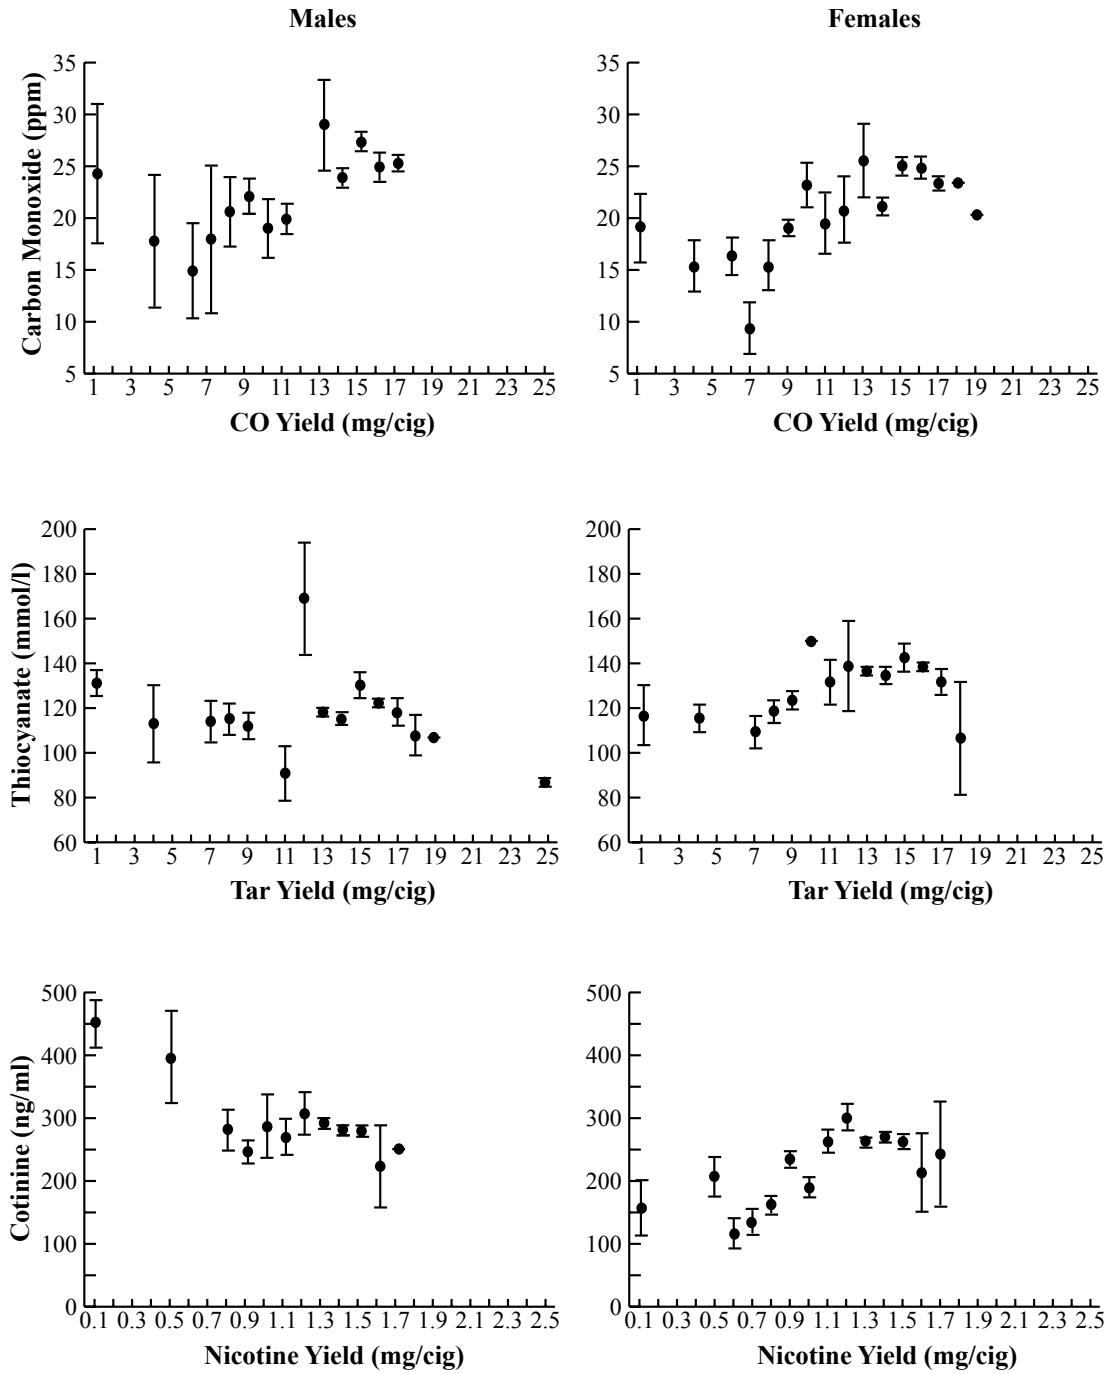 Males
Females
Carbon Monoxide (ppm)
35
30
25
20
15
10
5
1 3 5 7 9 11 13 15 17 19 21 23 25
CO Yield (mg/cig)
35
30
25
20
15
10
5
1 3 5 7 9 11 13 15 17 19 21 23 25
CO Yield (mg/cig)
Thiocyanate (mmol/l)
200
180
160
140
120
100
80
60
1 3 5 7 9 11 13 15 17 19 21 23 25
Tar Yield (mg/cig)
200
180
160
140
120
100
80
60
1 3 5 7 9 11 13 15 17 19 21 23 25
Tar Yield (mg/cig)
Cotinine (ng/ml)
500
400
300
200
100
0
0.1 0.3 0.5 0.7 0.9 1.1 1.3 1.5 1.7 1.9 2.1 2.3 2.5
Nicotine Yield (mg/cig)
500
400
300
200
100
0
0.1 0.3 0.5 0.7 0.9 1.1 1.3 1.5 1.7 1.9 2.1 2.3 2.5
Nicotine Yield (mg/cig)